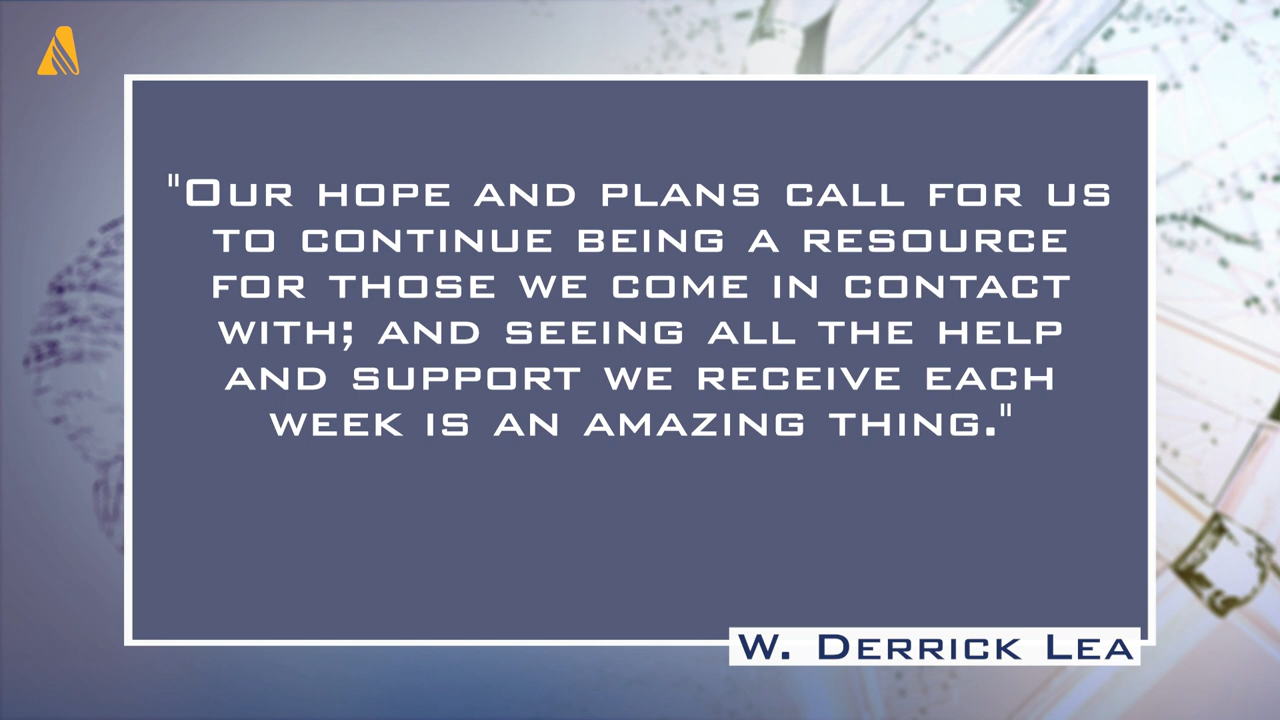 "Our hope and plans call for us
to continue being a resource
for those we come in contact
with; and seeing all the help
and support we receive each
week is an amazing thing."
W. Derrick Lea